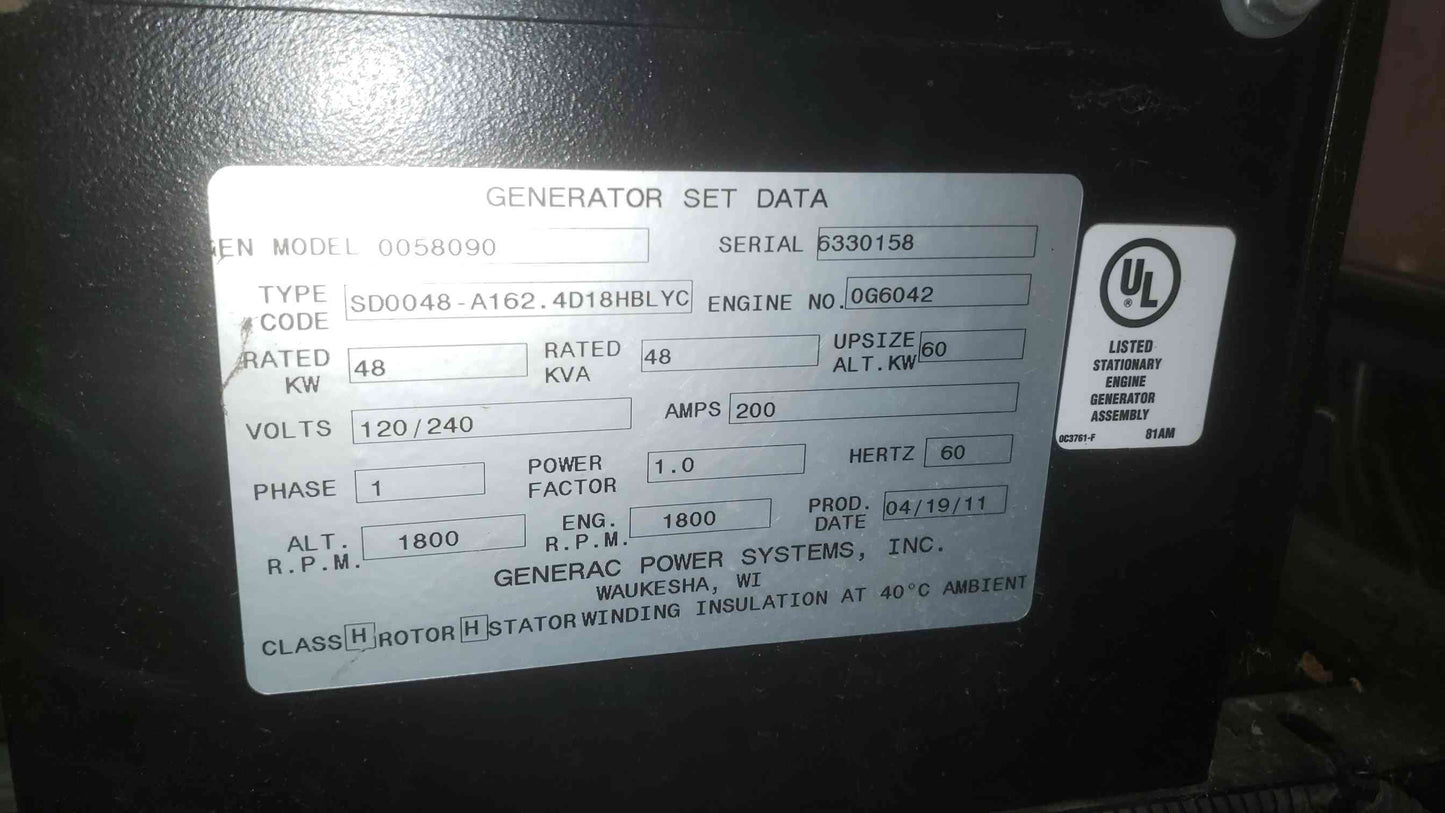 GENERATOR SET DATA
GEN MODEL 0058090 SERIAL 6330158
TYPE CODE SD0048-A162.4D18HBLYC ENGINE NO. 0G6042
RATED KW 48 RATED KVA 48 UPSIZE ALT.KW 60
VOLTS 120/240 AMPS 200
PHASE 1 POWER FACTOR 1.0 HERTZ 60
ALT. R.P.M. 1800 ENG. R.P.M. 1800 PROD. DATE 04/19/11
GENERAC POWER SYSTEMS, INC.
WAUKESHA, WI
CLASS H ROTOR H STATOR WINDING INSULATION AT 40°C AMBIENT
UL ®
LISTED
STATIONARY
ENGINE
GENERATOR
ASSEMBLY
0C3761-F 81AM